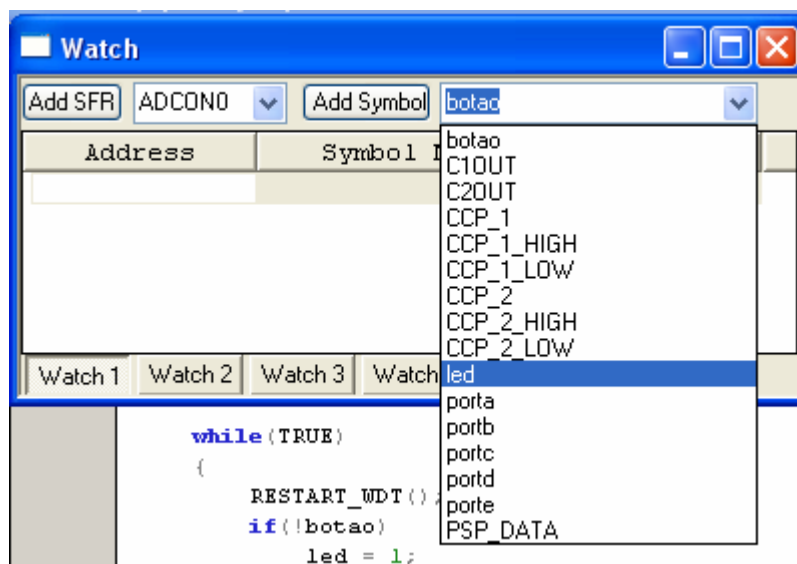 Watch
Add SFR ADCON0 Add Symbol botao
Address Symbol
botao
C1OUT
C2OUT
CCP_1
CCP_1_HIGH
CCP_1_LOW
CCP_2
CCP_2_HIGH
CCP_2_LOW
led
porta
portb
portc
portd
porte
PSP_DATA
Watch 1 Watch 2 Watch 3 Watch
while(TRUE)
{
RESTART_WDT();
if(!botao)
led = 1;